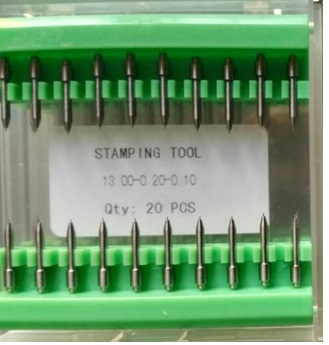 STAMPING TOOL
13.00-0.20-0.10
Qty: 20 PCS